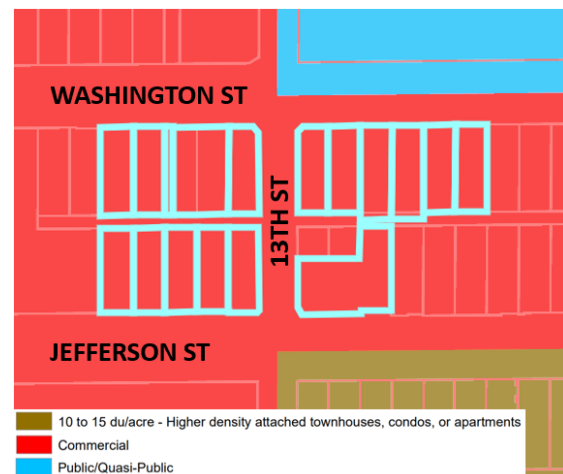 WASHINGTON ST
13TH ST
JEFFERSON ST
10 to 15 du/acre - Higher density attached townhouses, condos, or apartments
Commercial
Public/Quasi-Public